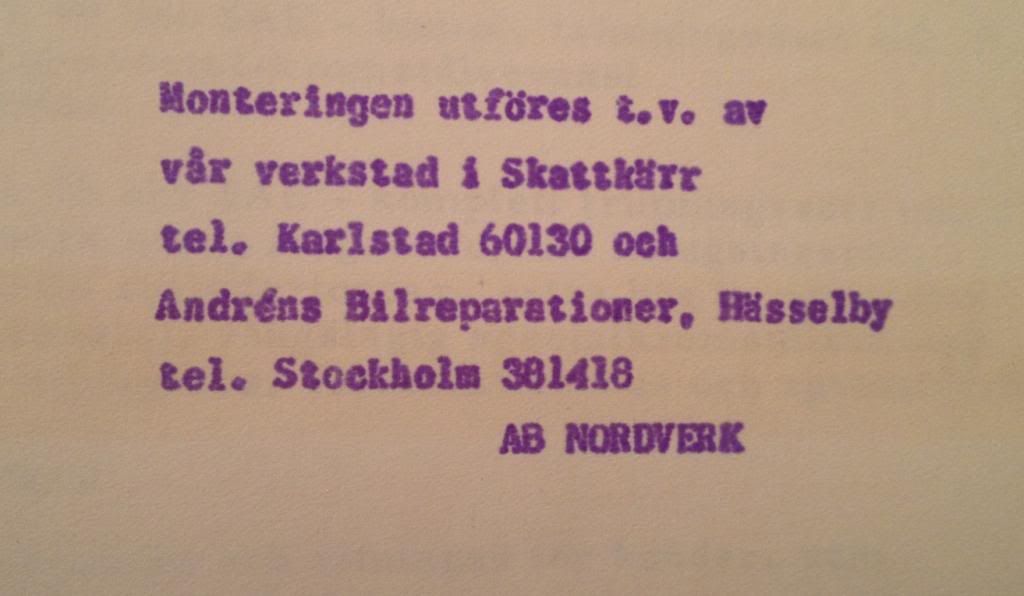 Monteringen utföres t.v. av
vår verkstad i Skattkärr
tel. Karlstad 60130 och
Andréns Bilreparationer, Hässelby
tel. Stockholm 381418
AB NORDVERK